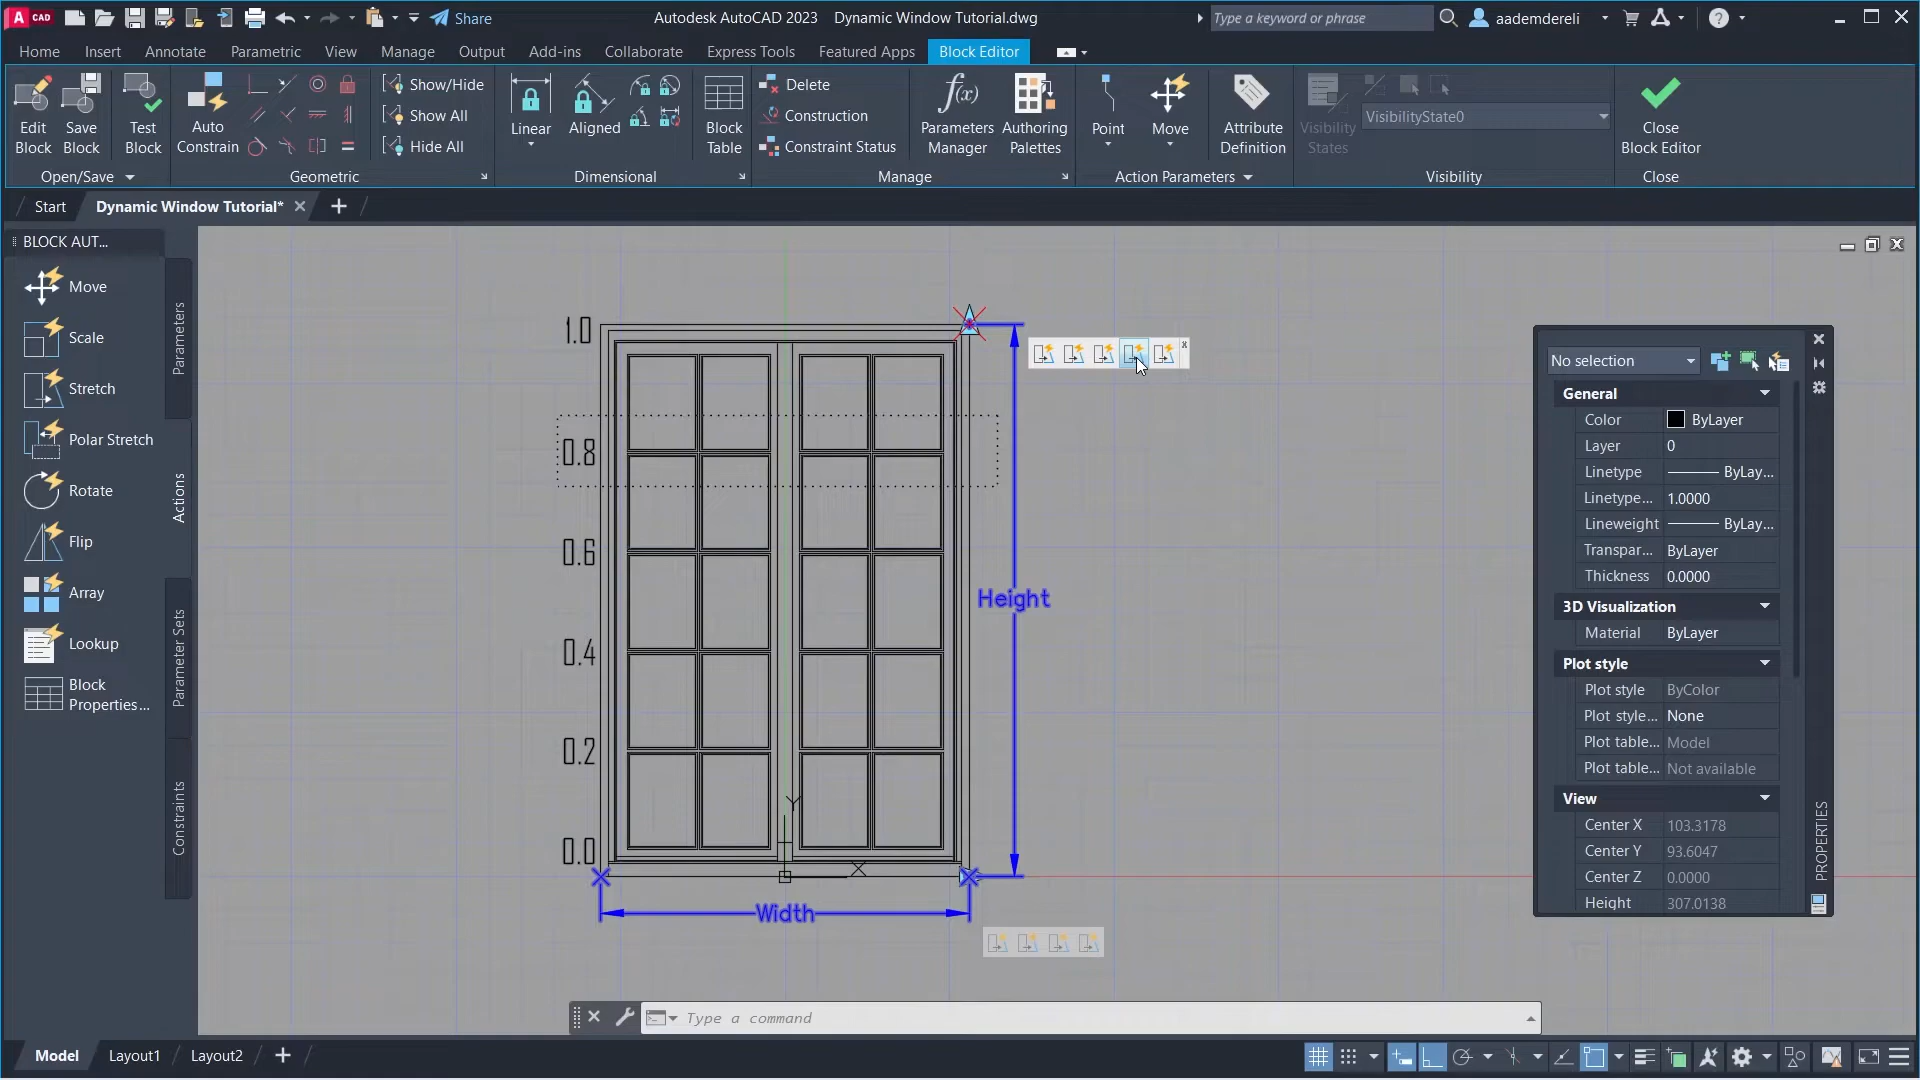 A CAD
Share
Autodesk AutoCAD 2023 Dynamic Window Tutorial.dwg
Type a keyword or phrase
aademdereli
Home Insert Annotate Parametric View Manage Output Add-ins Collaborate Express Tools Featured Apps Block Editor
Edit Block
Save Block
Test Block
Auto Constrain
Show/Hide
Show All
Hide All
Linear
Aligned
Block Table
Delete
Construction
Constraint Status
Parameters Manager
Authoring Palettes
Point
Move
Attribute Definition
Visibility States
VisibilityState0
Close Block Editor
Open/Save Geometric Dimensional Manage Action Parameters Visibility Close
Start Dynamic Window Tutorial*
BLOCK AUT...
Move
Scale
Stretch
Polar Stretch
Rotate
Flip
Array
Lookup
Block
Properties...
Parameters
Actions
Parameter Sets
Constraints
1.0
0.8
0.6
0.4
0.2
0.0
Height
Width
Y
X
x
No selection
General
Color ByLayer
Layer 0
Linetype ByLay...
Linetype... 1.0000
Lineweight ByLay...
Transpar... ByLayer
Thickness 0.0000
3D Visualization
Material ByLayer
Plot style
Plot style ByColor
Plot style... None
Plot table... Model
Plot table... Not available
View
Center X 103.3178
Center Y 93.6047
Center Z 0.0000
Height 307.0138
PROPERTIES
Type a command
Model Layout1 Layout2